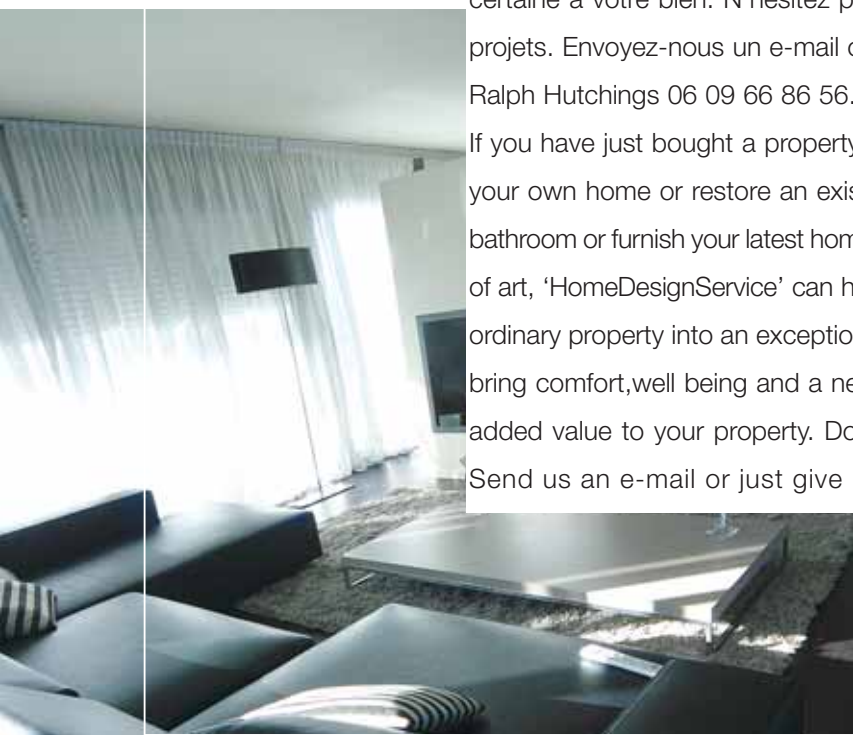 certaine à votre bien. N'hésitez p
projets. Envoyez-nous un e-mail o
Ralph Hutchings 06 09 66 86 56.
If you have just bought a property
your own home or restore an exis
bathroom or furnish your latest hom
of art, ‘HomeDesignService’ can h
ordinary property into an exceptio
bring comfort,well being and a ne
added value to your property. Do
Send us an e-mail or just give